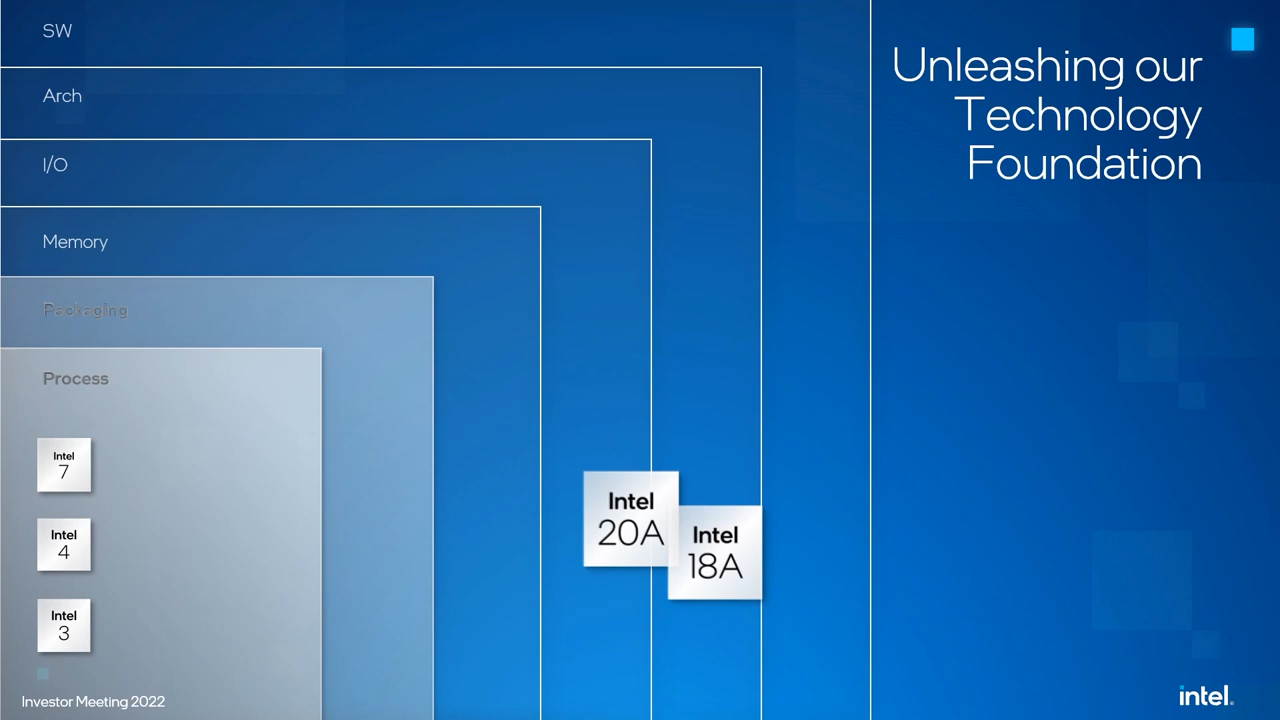 SW
Arch
I/O
Memory
Packaging
Process
Intel
7
Intel
4
Intel
3
Intel
20A
Intel
18A
Unleashing our
Technology
Foundation
Investor Meeting 2022
intel.